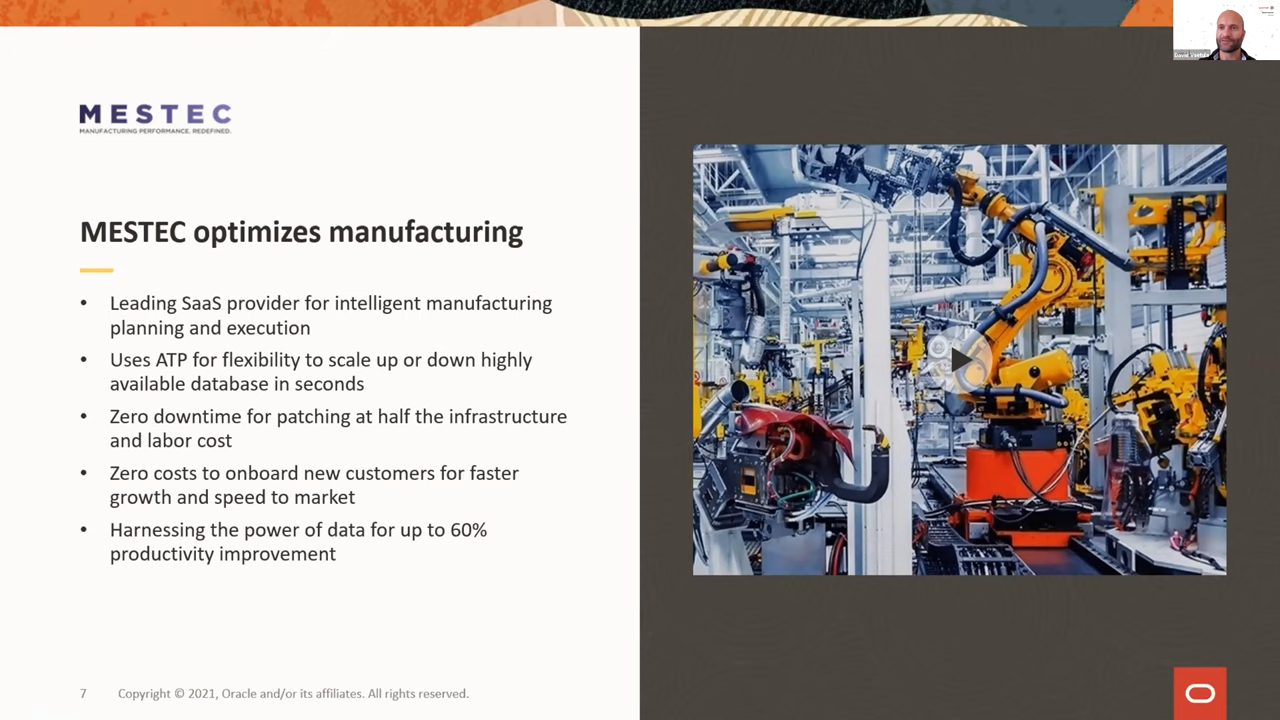 MESTEC
MANUFACTURING PERFORMANCE. REDEFINED.
MESTEC optimizes manufacturing
• Leading SaaS provider for intelligent manufacturing
planning and execution
• Uses ATP for flexibility to scale up or down highly
available database in seconds
• Zero downtime for patching at half the infrastructure
and labor cost
• Zero costs to onboard new customers for faster
growth and speed to market
• Harnessing the power of data for up to 60%
productivity improvement
7 Copyright © 2021, Oracle and/or its affiliates. All rights reserved.
David